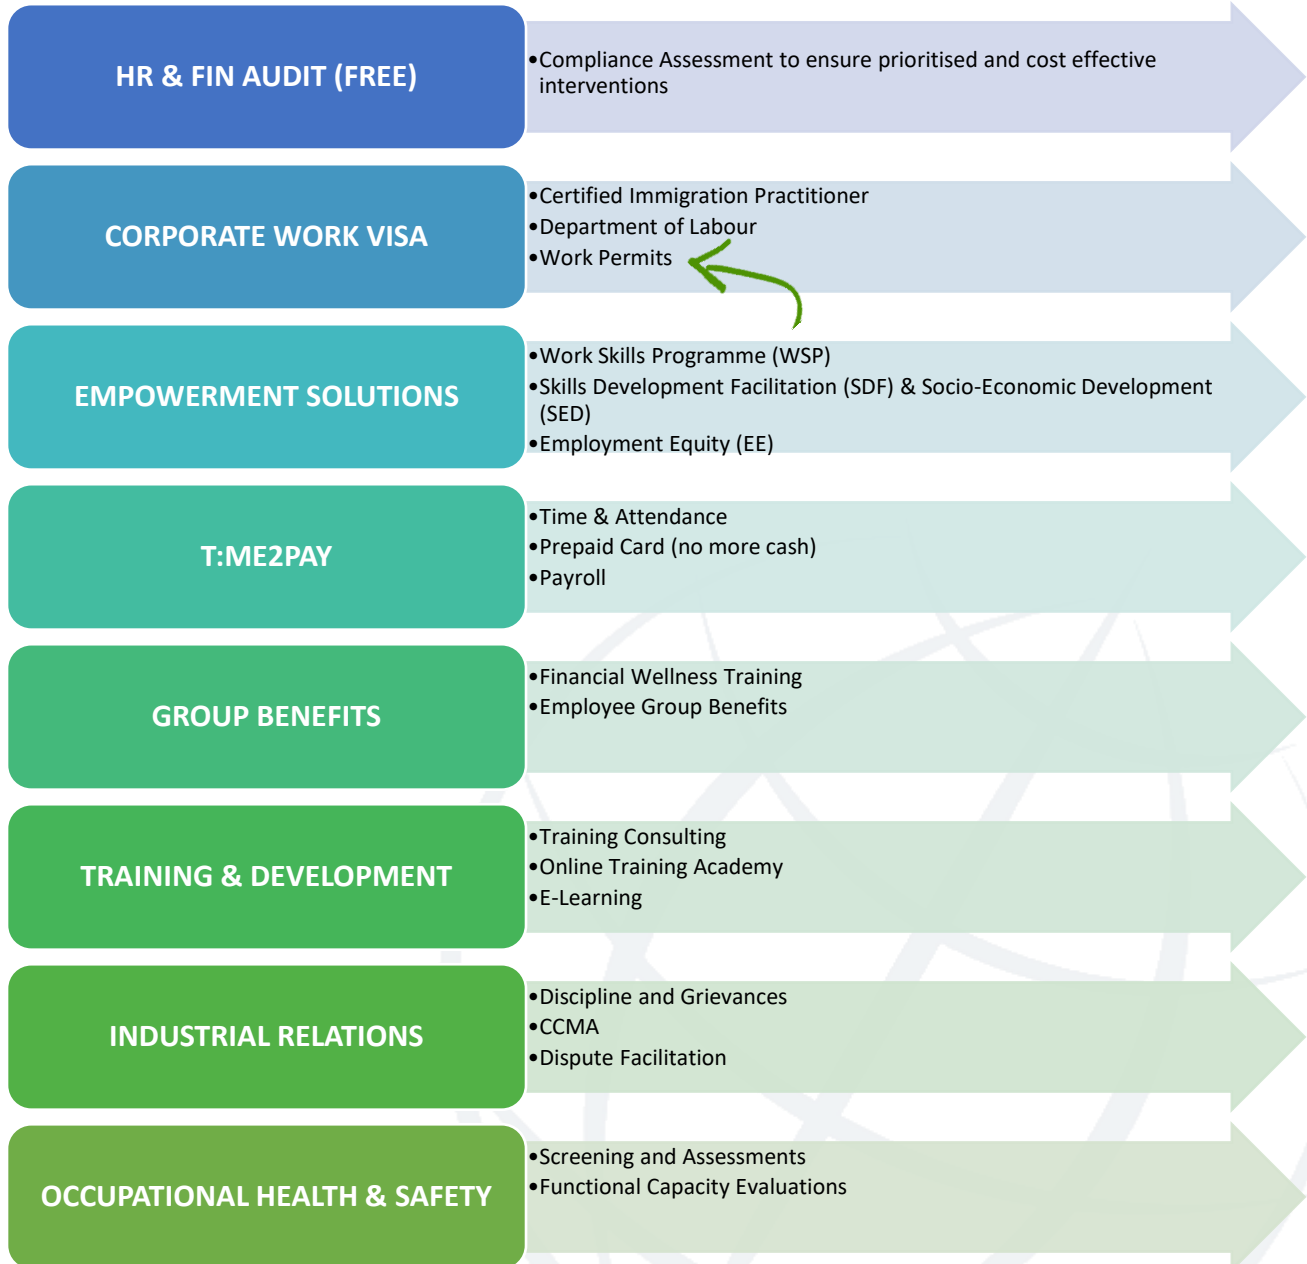 HR & FIN AUDIT (FREE)
•Compliance Assessment to ensure prioritised and cost effective
interventions
CORPORATE WORK VISA
•Certified Immigration Practitioner
•Department of Labour
•Work Permits
EMPOWERMENT SOLUTIONS
•Work Skills Programme (WSP)
•Skills Development Facilitation (SDF) & Socio-Economic Development
(SED)
•Employment Equity (EE)
T:ME2PAY
•Time & Attendance
•Prepaid Card (no more cash)
•Payroll
GROUP BENEFITS
•Financial Wellness Training
•Employee Group Benefits
TRAINING & DEVELOPMENT
•Training Consulting
•Online Training Academy
•E-Learning
INDUSTRIAL RELATIONS
•Discipline and Grievances
•CCMA
•Dispute Facilitation
OCCUPATIONAL HEALTH & SAFETY
•Screening and Assessments
•Functional Capacity Evaluations